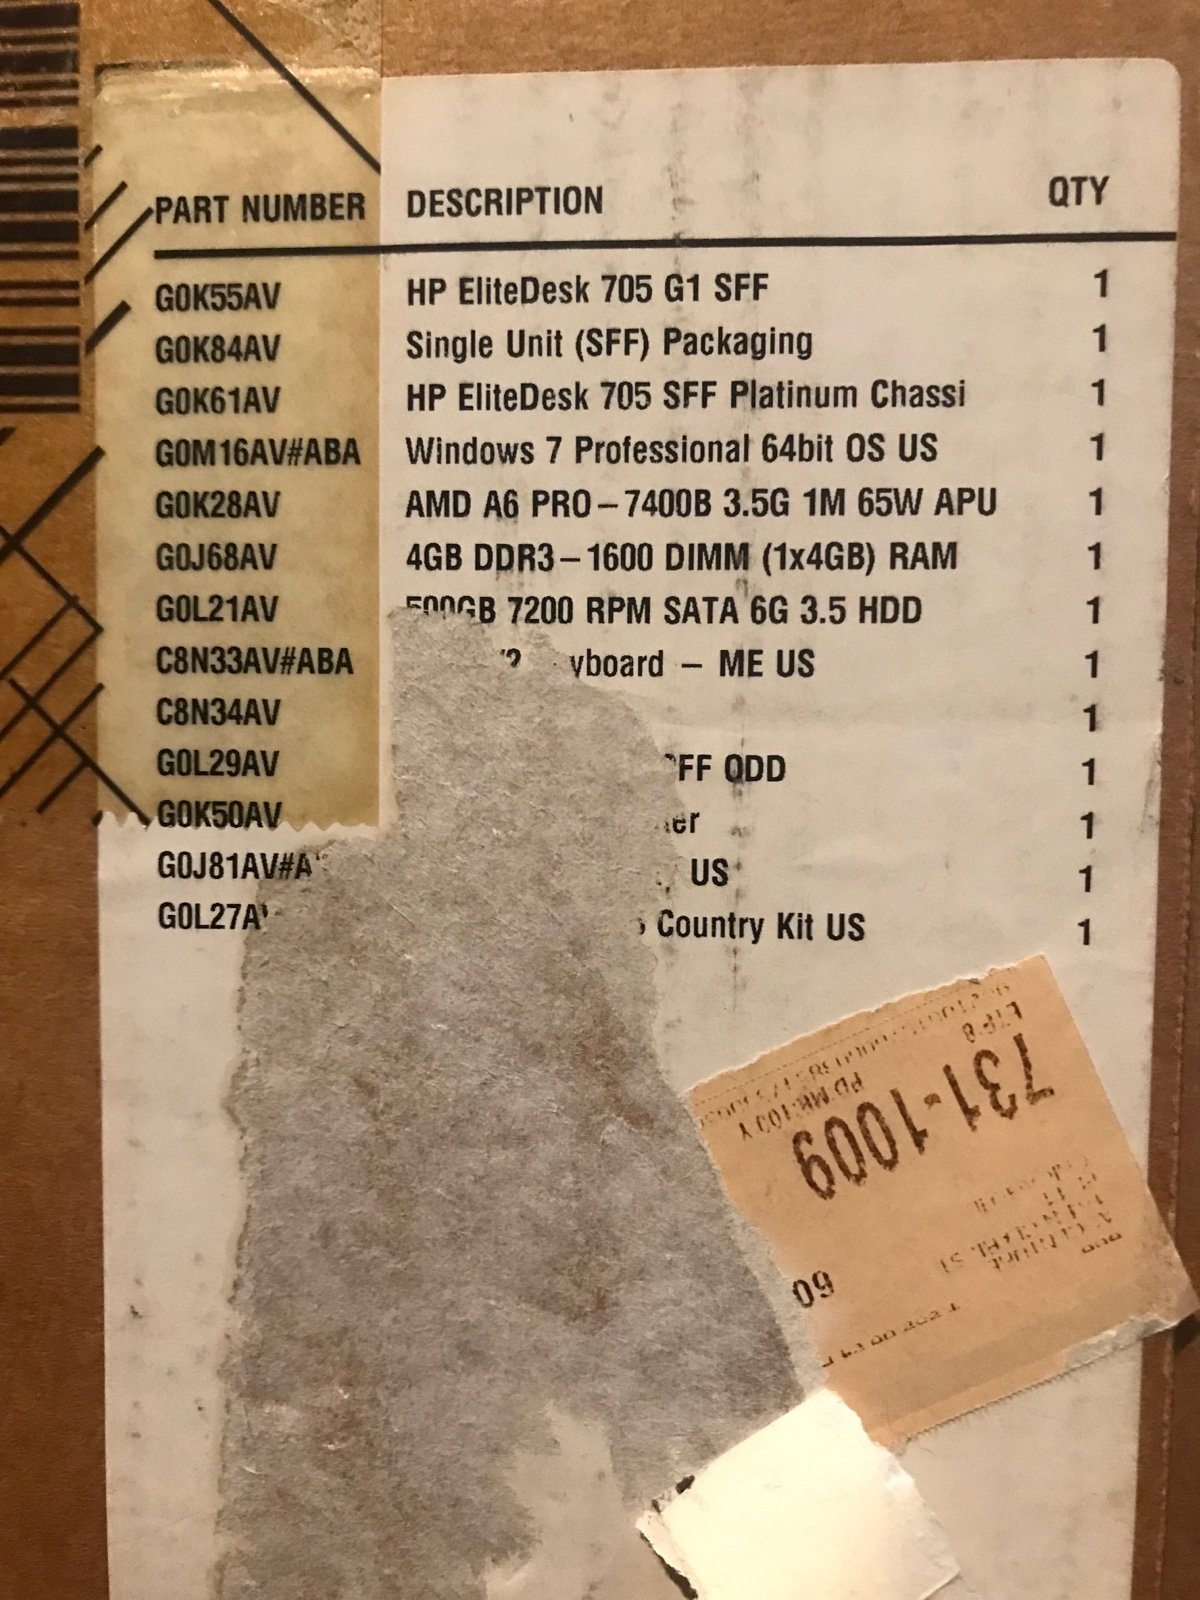 PART NUMBER DESCRIPTION QTY
G0K55AV HP EliteDesk 705 G1 SFF 1
G0K84AV Single Unit (SFF) Packaging 1
G0K61AV HP EliteDesk 705 SFF Platinum Chassi 1
G0M16AV#ABA Windows 7 Professional 64bit OS US 1
G0K28AV AMD A6 PRO–7400B 3.5G 1M 65W APU 1
G0J68AV 4GB DDR3–1600 DIMM (1x4GB) RAM 1
G0L21AV 500GB 7200 RPM SATA 6G 3.5 HDD 1
C8N33AV#ABA – ME US 1
C8N34AV 1
G0L29AV ODD 1
G0K50AV 1
G0J81AV#A US 1
G0L27A Country Kit US 1
731-1009
60